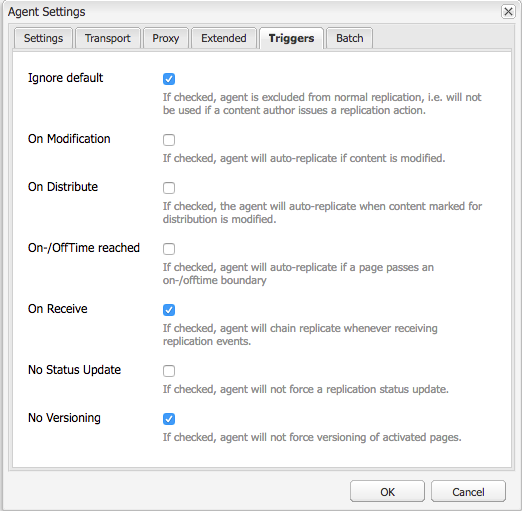 Agent Settings
Settings Transport Proxy Extended Triggers Batch
Ignore default
If checked, agent is excluded from normal replication, i.e. will not
be used if a content author issues a replication action.
On Modification
If checked, agent will auto-replicate if content is modified.
On Distribute
If checked, the agent will auto-replicate when content marked for
distribution is modified.
On-/OffTime reached
If checked, agent will auto-replicate if a page passes an
on-/offtime boundary
On Receive
If checked, agent will chain replicate whenever receiving
replication events.
No Status Update
If checked, agent will not force a replication status update.
No Versioning
If checked, agent will not force versioning of activated pages.
OK Cancel